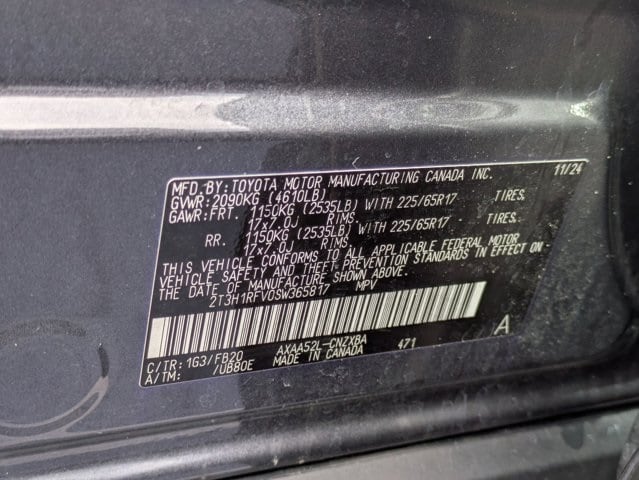 MFD. BY: TOYOTA MOTOR MANUFACTURING CANADA INC. 11/24
GVWR: 2090KG (4610LB)
GAWR: FRT. 1150KG (2535LB) WITH 225/65R17 TIRES,
17x7.0J RIMS,
RR. 1150KG (2535LB) WITH 225/65R17 TIRES,
17x7.0J RIMS,
THIS VEHICLE CONFORMS TO ALL APPLICABLE FEDERAL MOTOR
VEHICLE SAFETY AND THEFT PREVENTION STANDARDS IN EFFECT ON
THE DATE OF MANUFACTURE SHOWN ABOVE.
2T3H1RFV0SW365817 MPV
A
C/TR: 1G3/FB20 AXAA52L-CNZXBA 471
A/TM: /UB80E MADE IN CANADA